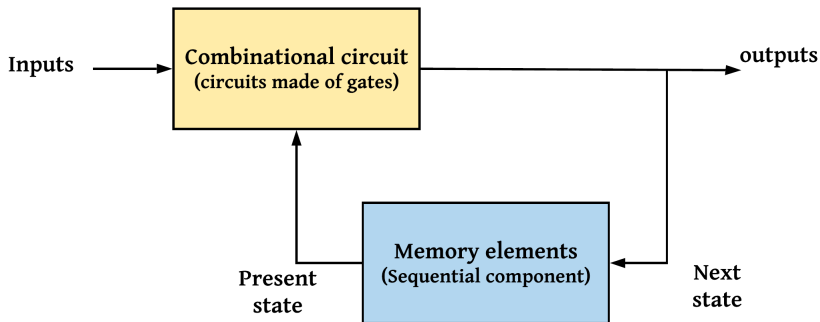 Inputs
Combinational circuit
(circuits made of gates)
outputs
Memory elements
(Sequential component)
Present
state
Next
state